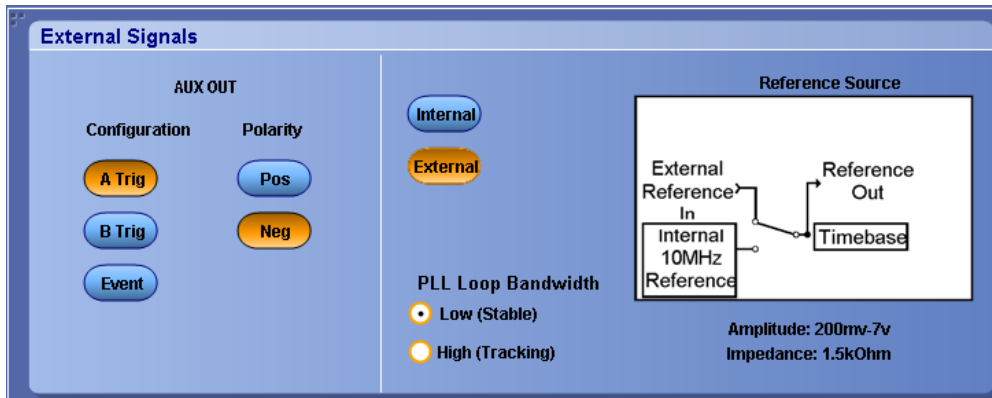 External Signals
AUX OUT
Configuration
Polarity
A Trig
Pos
B Trig
Neg
Event
Internal
External
PLL Loop Bandwidth
Low (Stable)
High (Tracking)
Reference Source
External
Reference
In
Internal
10MHz
Reference
Reference
Out
Timebase
Amplitude: 200mv-7v
Impedance: 1.5kOhm